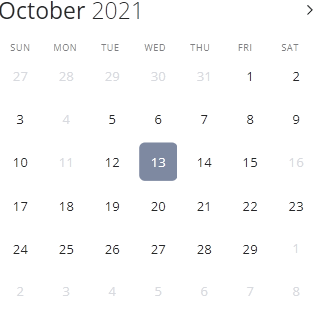 October 2021
SUN MON TUE WED THU FRI SAT
27 28 29 30 31 1 2
3 4 5 6 7 8 9
10 11 12 13 14 15 16
17 18 19 20 21 22 23
24 25 26 27 28 29 1
2 3 4 5 6 7 8